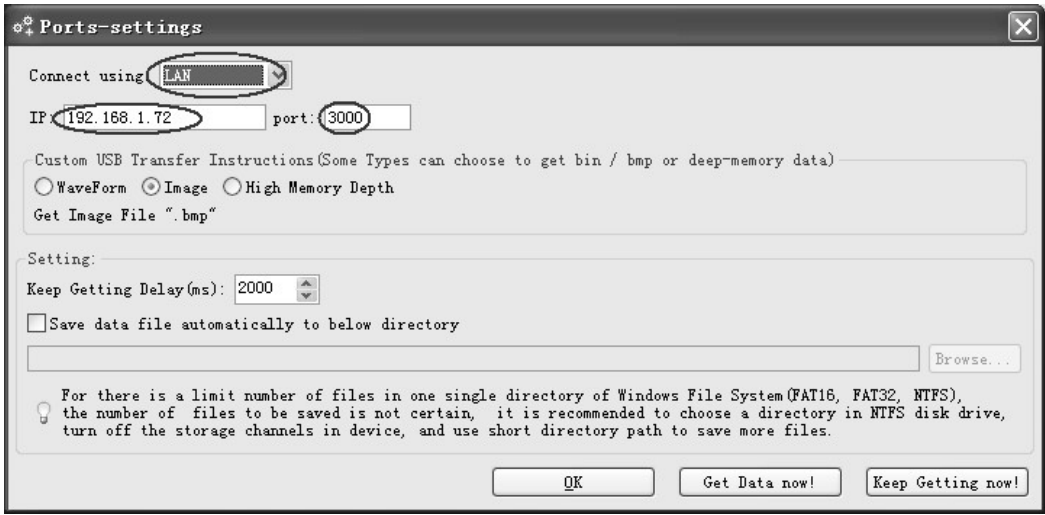 Ports-settings
Connect using LAN
IP: 192.168.1.72 port: 3000
Custom USB Transfer Instructions(Some Types can choose to get bin / bmp or deep-memory data)
WaveForm Image High Memory Depth
Get Image File ".bmp"
Setting:
Keep Getting Delay(ms): 2000
Save data file automatically to below directory
Browse...
For there is a limit number of files in one single directory of Windows File System(FAT16, FAT32, NTFS),
the number of files to be saved is not certain, it is recommended to choose a directory in NTFS disk drive,
turn off the storage channels in device, and use short directory path to save more files.
OK Get Data now! Keep Getting now!